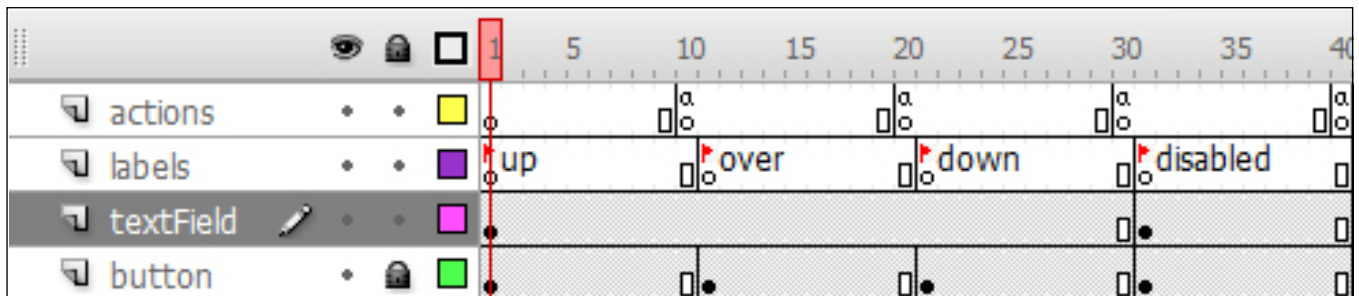 1 5 10 15 20 25 30 35 40
actions a a a a
labels up over down disabled
textField
button